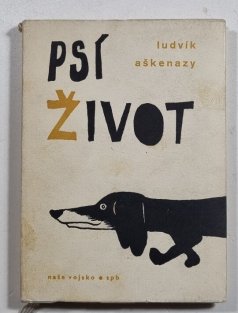 PSÍ
ludvík
aškenazy
ŽIVOT
naše vojsko • spb